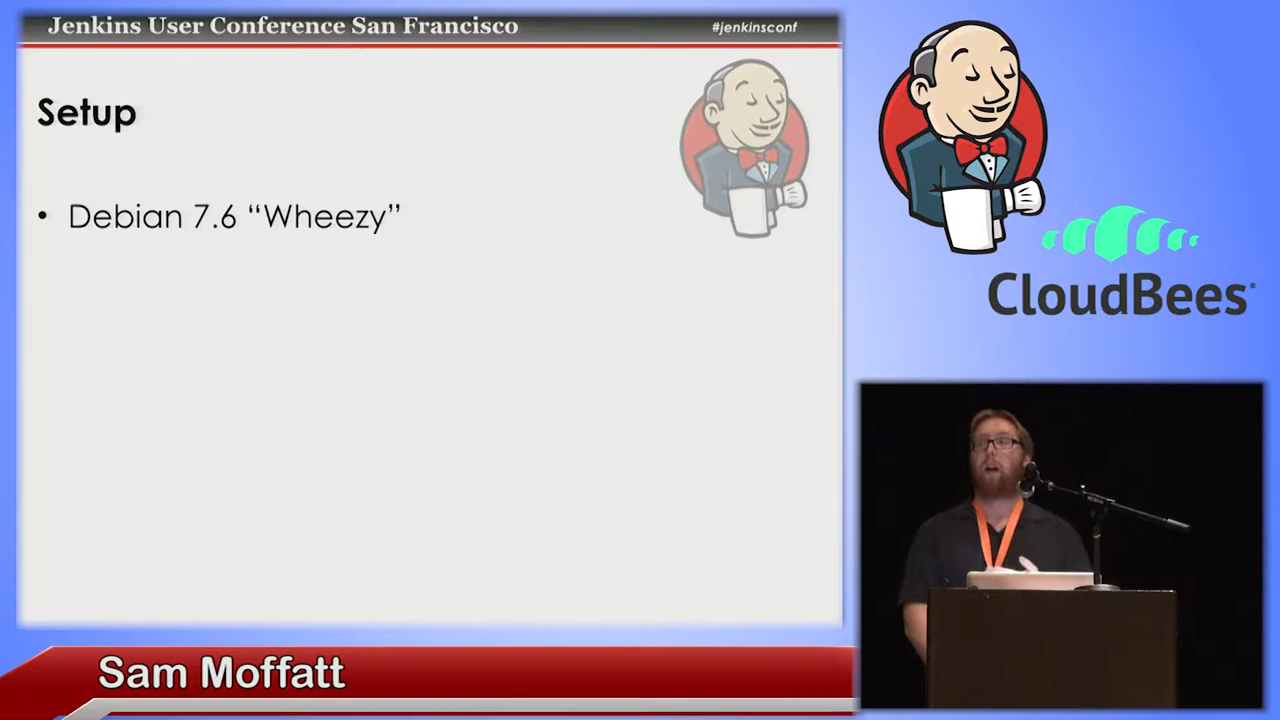 Jenkins User Conference San Francisco
#jenkinsconf
Setup
• Debian 7.6 “Wheezy”
CloudBees
Sam Moffatt